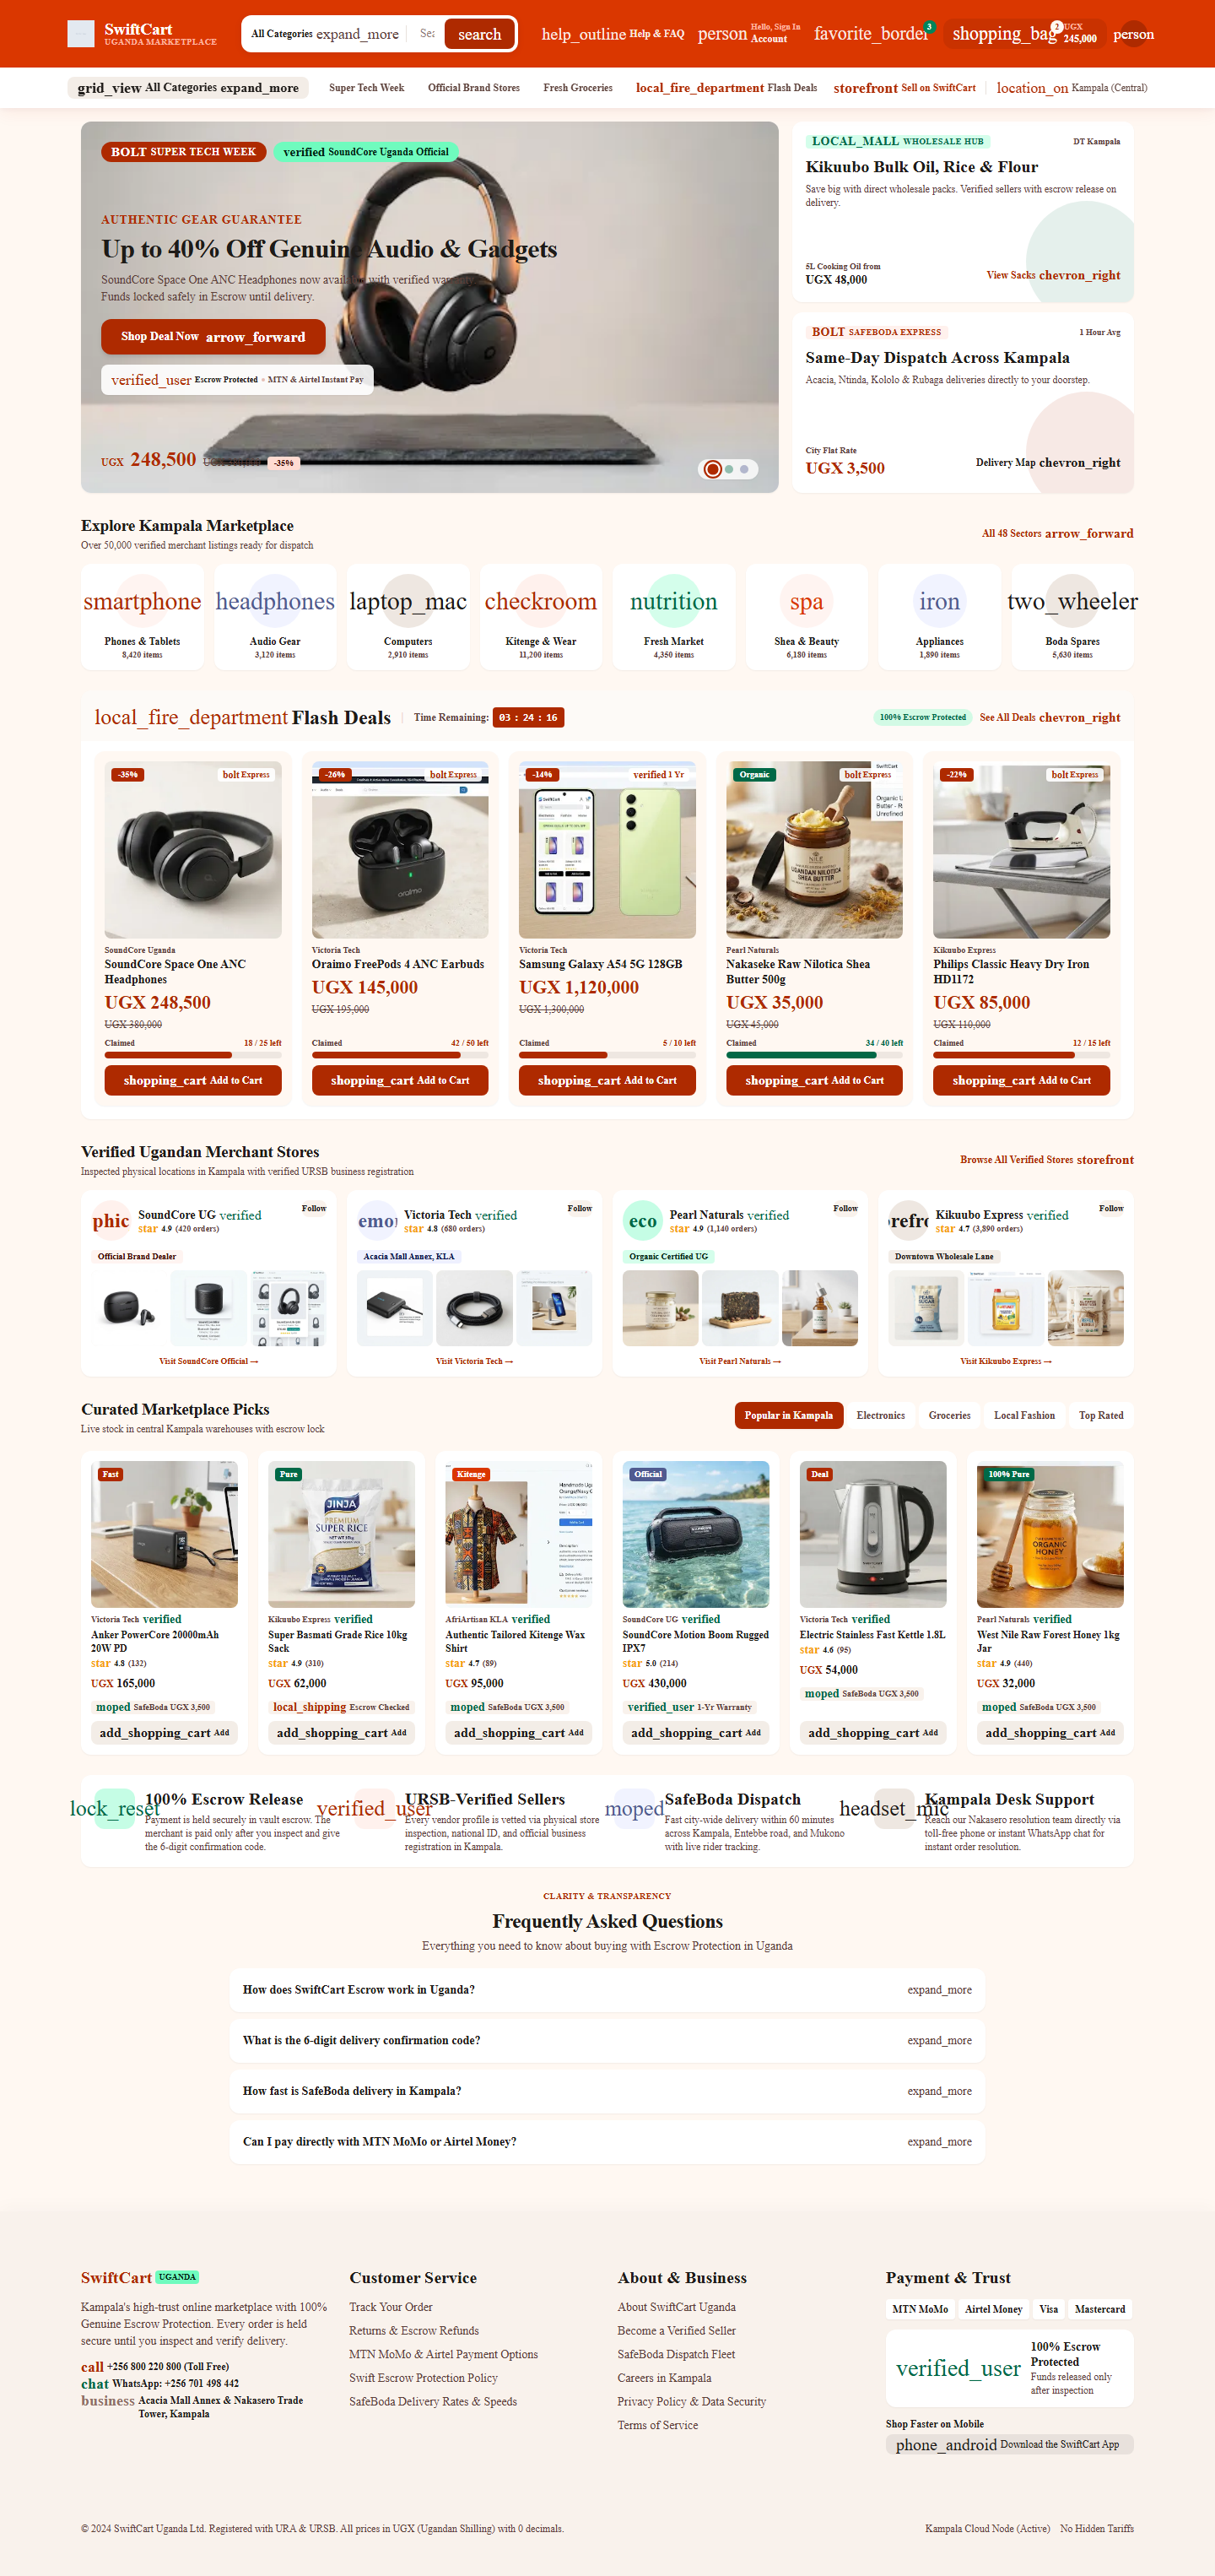 SwiftCart
UGANDA MARKETPLACE
All Categories expand_more
search
help_outline Help & FAQ
person Hello, Sign In Account
favorite_border 3
shopping_bag 2 UGX 245,000
person
grid_view All Categories expand_more
Super Tech Week
Official Brand Stores
Fresh Groceries
local_fire_department Flash Deals
storefront Sell on SwiftCart
location_on Kampala (Central)
BOLT SUPER TECH WEEK
verified SoundCore Uganda Official
AUTHENTIC GEAR GUARANTEE
Up to 40% Off Genuine Audio & Gadgets
SoundCore Space One ANC Headphones now with verified
Funds locked safely in Escrow until delivery.
Shop Deal Now arrow_forward
verified_user Escrow Protected • MTN & Airtel Instant Pay
UGX 248,500 -35%
LOCAL_MALL WHOLESALE HUB
DT Kampala
Kikuubo Bulk Oil, Rice & Flour
Save big with direct wholesale packs. Verified sellers with escrow release on
delivery.
5L Cooking Oil from
UGX 48,000
View Sacks chevron_right
BOLT SAFEBODA EXPRESS
1 Hour Avg
Same-Day Dispatch Across Kampala
Acacia, Ntinda, Kololo & Rubaga deliveries directly to your doorstep.
City Flat Rate
UGX 3,500
Delivery Map chevron_right
Explore Kampala Marketplace
Over 50,000 verified merchant listings ready for dispatch
All 48 Sectors arrow_forward
smartphone
Phones & Tablets
8,420 items
headphones
Audio Gear
3,120 items
laptop_mac
Computers
2,910 items
checkroom
Kitenge & Wear
11,200 items
nutrition
Fresh Market
4,350 items
spa
Shea & Beauty
6,180 items
iron
Appliances
1,890 items
two_wheeler
Boda Spares
5,630 items
local_fire_department Flash Deals
Time Remaining: 03 : 24 : 16
100% Escrow Protected
See All Deals chevron_right
-35%
bolt Express
SoundCore Uganda
SoundCore Space One ANC
Headphones
UGX 248,500
UGX 380,000
Claimed 18 / 25 left
shopping_cart Add to Cart
-26%
bolt Express
oraimo
Victoria Tech
Oraimo FreePods 4 ANC Earbuds
UGX 145,000
UGX 195,000
Claimed 42 / 50 left
shopping_cart Add to Cart
-14%
verified 1 Yr
Victoria Tech
Samsung Galaxy A54 5G 128GB
UGX 1,120,000
UGX 1,300,000
Claimed 5 / 10 left
shopping_cart Add to Cart
Organic
bolt Express
SwiftCart
NILE
UGANDAN NILOTICA
SHEA BUTTER
Pearl Naturals
Nakaseke Raw Nilotica Shea
Butter 500g
UGX 35,000
UGX 45,000
Claimed 34 / 40 left
shopping_cart Add to Cart
-22%
bolt Express
Kikuubo Express
Philips Classic Heavy Dry Iron
HD1172
UGX 85,000
UGX 110,000
Claimed 12 / 15 left
shopping_cart Add to Cart
Verified Ugandan Merchant Stores
Inspected physical locations in Kampala with verified URSB business registration
Browse All Verified Stores storefront
phic
SoundCore UG verified
star 4.9 (420 orders)
Follow
Official Brand Dealer
Visit SoundCore Official →
Victoria Tech verified
star 4.8 (680 orders)
Follow
Acacia Mall Annex, KLA
Visit Victoria Tech →
eco
Pearl Naturals verified
star 4.9 (1,140 orders)
Follow
Organic Certified UG
Visit Pearl Naturals →
Kikuubo Express verified
star 4.7 (3,890 orders)
Follow
Downtown Wholesale Lane
Visit Kikuubo Express →
Curated Marketplace Picks
Live stock in central Kampala warehouses with escrow lock
Popular in Kampala
Electronics
Groceries
Local Fashion
Top Rated
Fast
Victoria Tech verified
Anker PowerCore 20000mAh
20W PD
star 4.8 (132)
UGX 165,000
moped SafeBoda UGX 3,500
add_shopping_cart Add
Pure
JINJA
PREMIUM
SUPER RICE
Kikuubo Express verified
Super Basmati Grade Rice 10kg
Sack
star 4.9 (310)
UGX 62,000
local_shipping Escrow Checked
add_shopping_cart Add
Kitenge
AfriArtisan KLA verified
Authentic Tailored Kitenge Wax
Shirt
star 4.7 (89)
UGX 95,000
moped SafeBoda UGX 3,500
add_shopping_cart Add
Official
SoundCore UG verified
SoundCore Motion Boom Rugged
IPX7
star 5.0 (214)
UGX 430,000
verified_user 1-Yr Warranty
add_shopping_cart Add
Deal
Victoria Tech verified
Electric Stainless Fast Kettle 1.8L
star 4.6 (95)
UGX 54,000
moped SafeBoda UGX 3,500
add_shopping_cart Add
100% Pure
ORGANIC
HONEY
Pearl Naturals verified
West Nile Raw Forest Honey 1kg
Jar
star 4.9 (440)
UGX 32,000
moped SafeBoda UGX 3,500
add_shopping_cart Add
lock_reset
100% Escrow Release
Payment is held securely in vault escrow. The
merchant is paid only after you inspect and give
the 6-digit confirmation code.
verified_user
URSB-Verified Sellers
Every vendor profile is vetted via physical store
inspection, national ID, and official business
registration in Kampala.
moped
SafeBoda Dispatch
Fast city-wide delivery within 60 minutes
across Kampala, Entebbe road, and Mukono
with live rider tracking.
headset_mic
Kampala Desk Support
Reach our Nakasero resolution team directly via
toll-free phone or instant WhatsApp chat for
instant order resolution.
CLARITY & TRANSPARENCY
Frequently Asked Questions
Everything you need to know about buying with Escrow Protection in Uganda
How does SwiftCart Escrow work in Uganda? expand_more
What is the 6-digit delivery confirmation code? expand_more
How fast is SafeBoda delivery in Kampala? expand_more
Can I pay directly with MTN MoMo or Airtel Money? expand_more
SwiftCart UGANDA
Kampala's high-trust online marketplace with 100%
Genuine Escrow Protection. Every order is held
secure until you inspect and verify delivery.
call +256 800 220 800 (Toll Free)
chat WhatsApp: +256 701 498 442
business Acacia Mall Annex & Nakasero Trade
Tower, Kampala
Customer Service
Track Your Order
Returns & Escrow Refunds
MTN MoMo & Airtel Payment Options
Swift Escrow Protection Policy
SafeBoda Delivery Rates & Speeds
About & Business
About SwiftCart Uganda
Become a Verified Seller
SafeBoda Dispatch Fleet
Careers in Kampala
Privacy Policy & Data Security
Terms of Service
Payment & Trust
MTN MoMo
Airtel Money
Visa
Mastercard
verified_user
100% Escrow
Protected
Funds released only
after inspection
Shop Faster on Mobile
phone_android Download the SwiftCart App
© 2024 SwiftCart Uganda Ltd. Registered with URA & URSB. All prices in UGX (Ugandan Shilling) with 0 decimals.
Kampala Cloud Node (Active)
No Hidden Tariffs